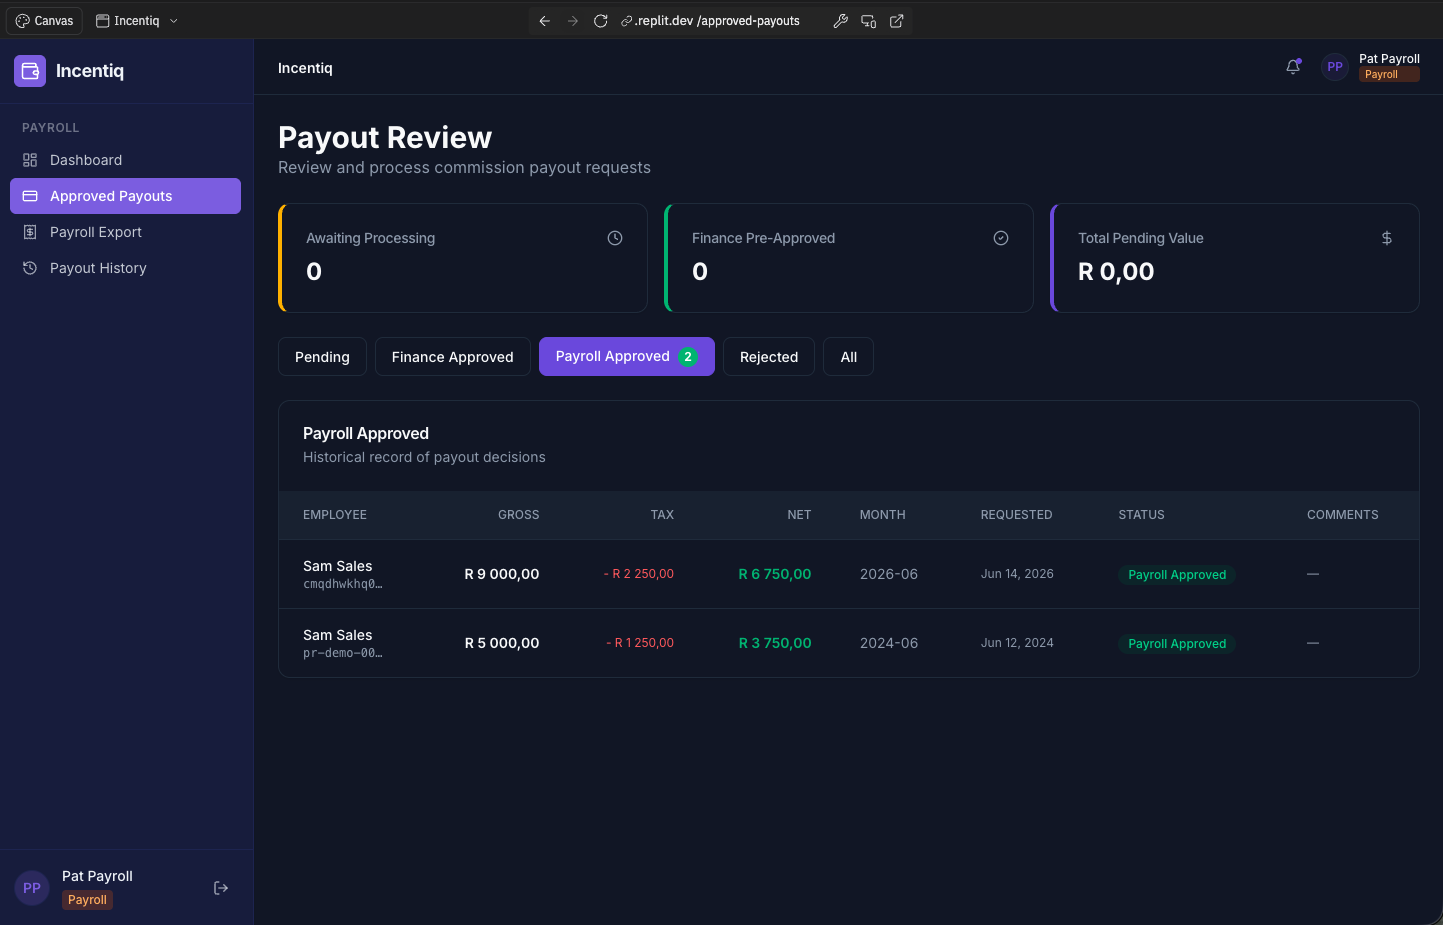 Canvas
Incentiq
.replit.dev /approved-payouts
Incentiq
Incentiq
PP
Pat Payroll
Payroll
PAYROLL
Dashboard
Approved Payouts
Payroll Export
Payout History
Payout Review
Review and process commission payout requests
Awaiting Processing
0
Finance Pre-Approved
0
Total Pending Value
$
R 0,00
Pending
Finance Approved
Payroll Approved 2
Rejected
All
Payroll Approved
Historical record of payout decisions
EMPLOYEE GROSS TAX NET MONTH REQUESTED STATUS COMMENTS
Sam Sales R 9 000,00 - R 2 250,00 R 6 750,00 2026-06 Jun 14, 2026 Payroll Approved —
cmqdhwkhq0…
Sam Sales R 5 000,00 - R 1 250,00 R 3 750,00 2024-06 Jun 12, 2024 Payroll Approved —
pr-demo-00…
PP
Pat Payroll
Payroll